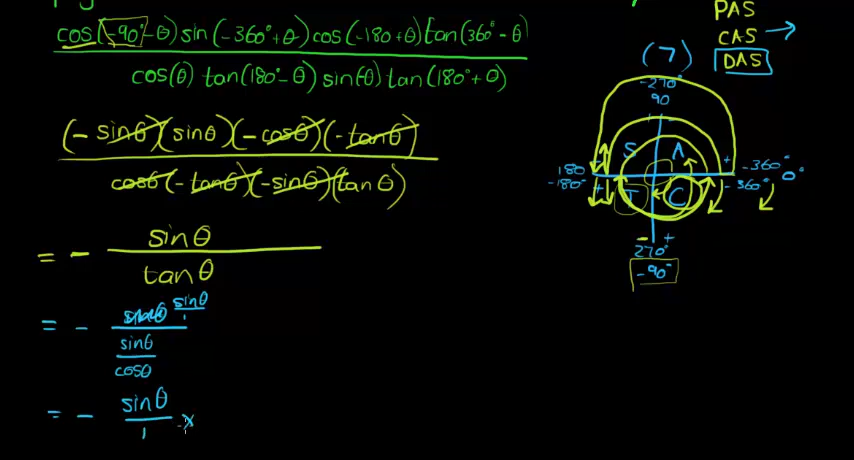 cos(-90°-θ) sin(-360°+θ) cos(-180+θ) tan(360°-θ)
cos(θ) tan(180°-θ) sin(-θ) tan(180°+θ)
(-sinθ)(sinθ)(-cosθ)(-tanθ)
cosθ(-tanθ)(-sinθ)(tanθ)
= - sinθ
tanθ
= - sinθ
1
sinθ
cosθ
= - sinθ ×
1
PAS
CAS →
DAS
(7)
-270°
90
S A
180 + + -360° 0°
-180° + - -360°
T C
- +
270°
-90°